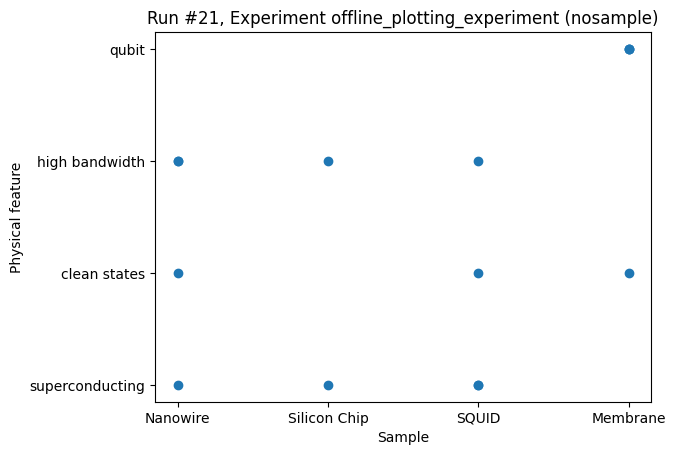 Run #21, Experiment offline_plotting_experiment (nosample)
qubit
high bandwidth
clean states
superconducting
Physical feature
Nanowire Silicon Chip SQUID Membrane
Sample